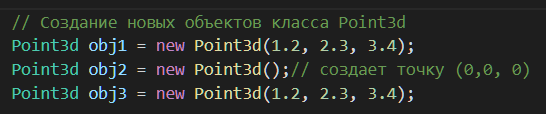 // Создание новых объектов класса Point3d
Point3d obj1 = new Point3d(1.2, 2.3, 3.4);
Point3d obj2 = new Point3d();// создает точку (0,0, 0)
Point3d obj3 = new Point3d(1.2, 2.3, 3.4);